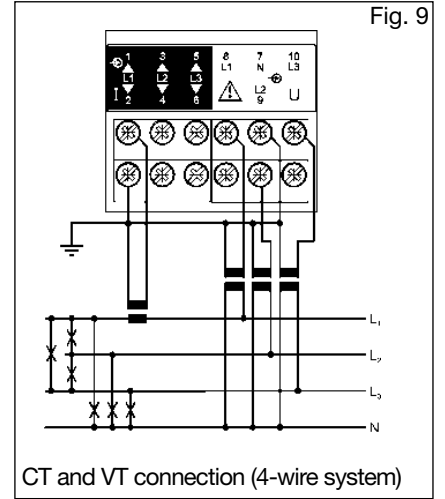 Fig. 9
1 3 5 8 7 10
L1 N L3
L1 L2 L3
L2
I 2 4 6 9 U
L1
L2
L3
N
CT and VT connection (4-wire system)